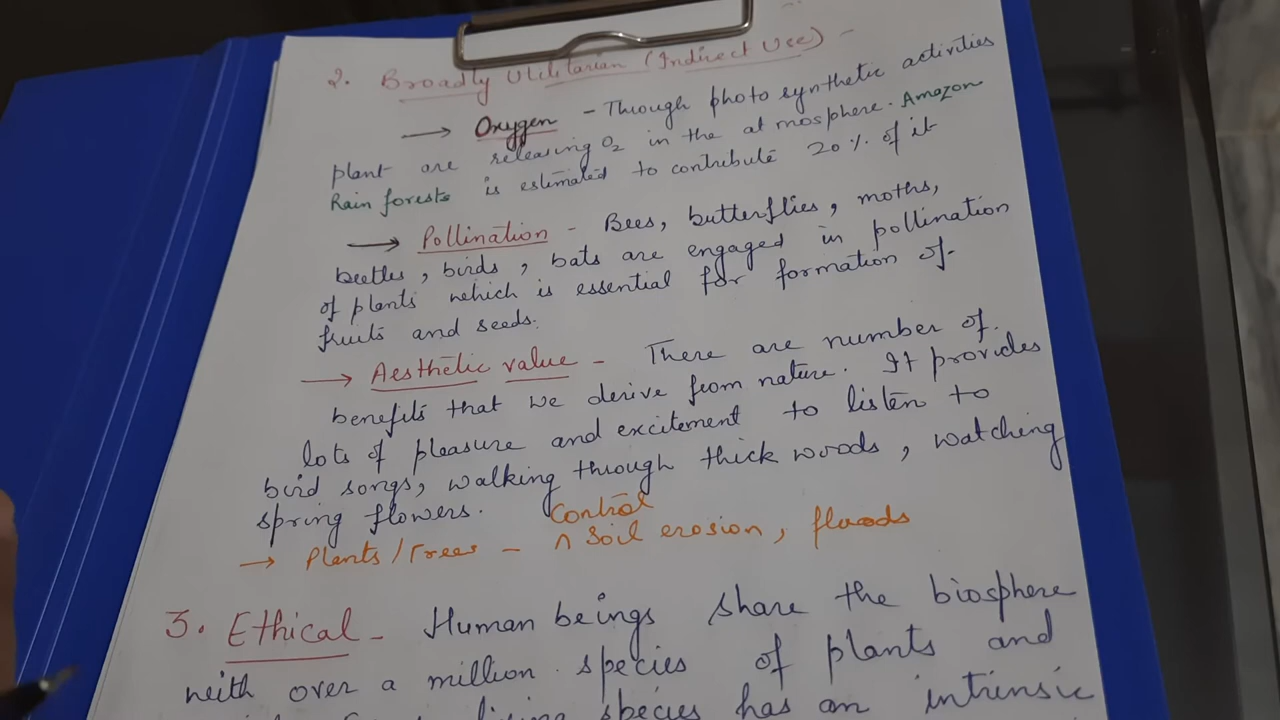 2. Broadly Utilitarian (Indirect Use) -
→ Oxygen - Through photo synthetic activities
plant are releasing O2 in the atmosphere. Amazon
Rain forests is estimated to contribute 20% of it
→ Pollination - Bees, butterflies, moths,
beetles, birds, bats are engaged in pollination
of plants which is essential for formation of
fruits and seeds.
→ Aesthetic value - There are number of
benefits that we derive from nature. It provides
lots of pleasure and excitement to listen to
bird songs, walking through thick woods, watching
spring flowers.
Control
→ Plants/Trees - ^ Soil erosion, floods
3. Ethical - Human beings share the biosphere
with over a million species of plants and
living species has an intrinsic